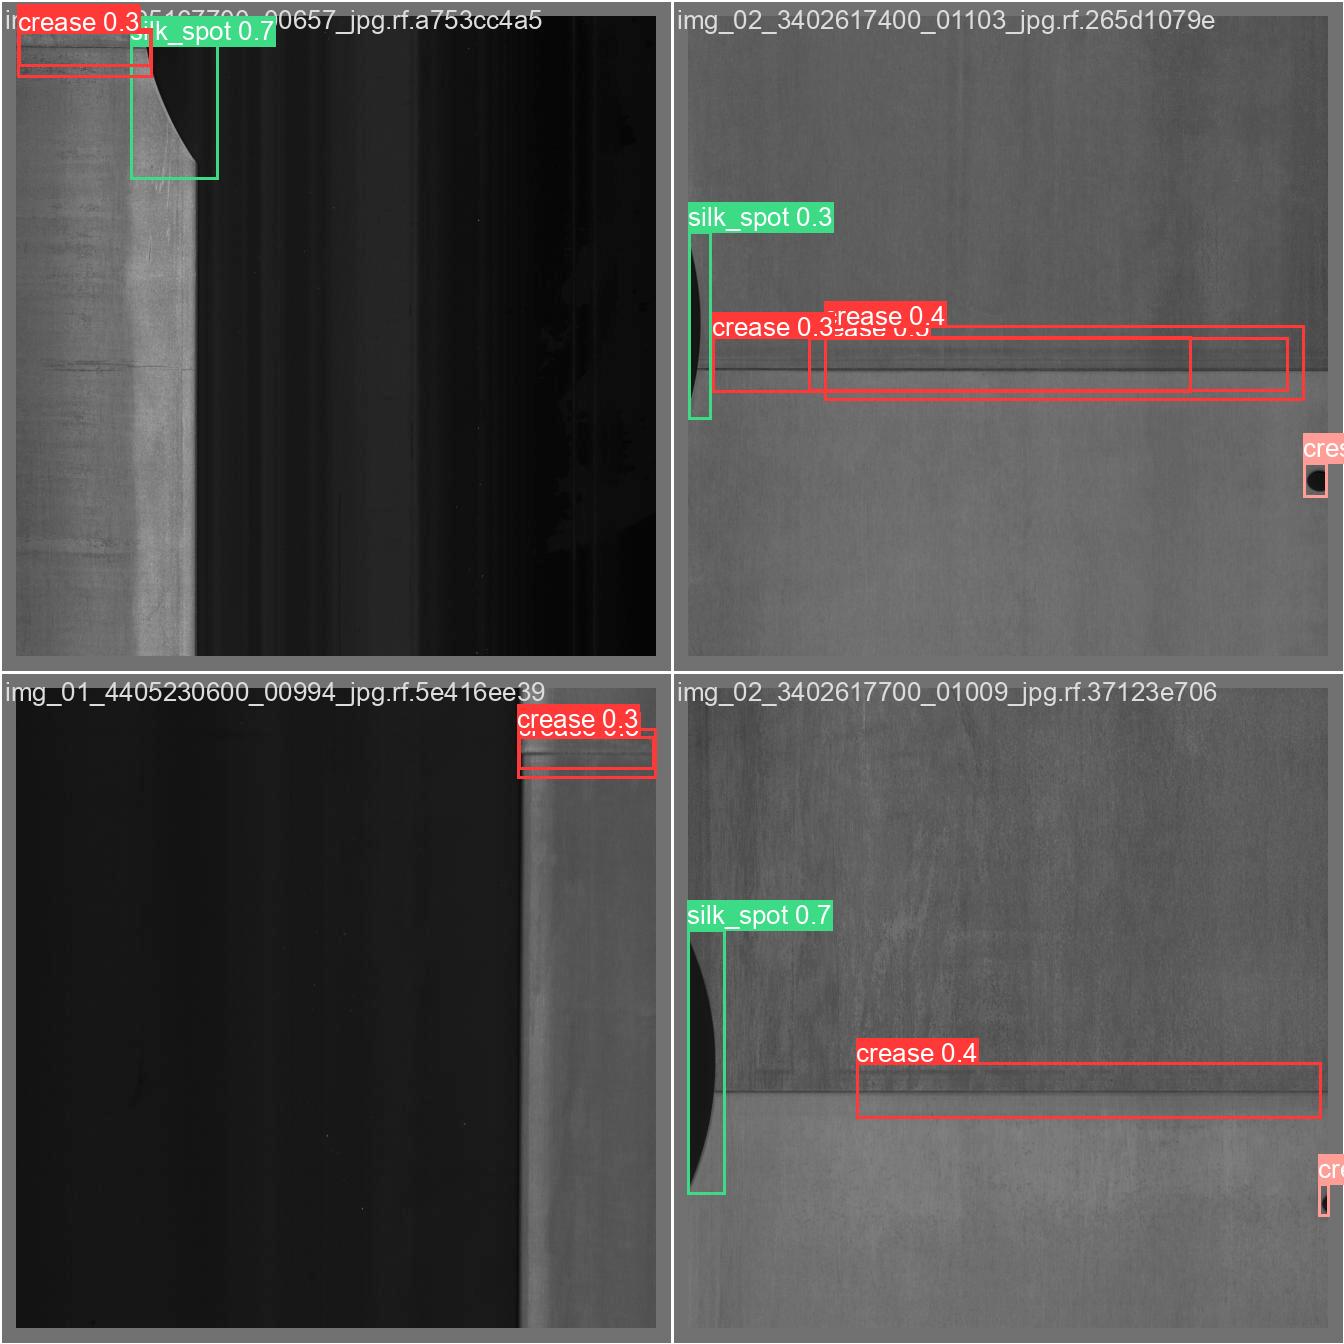 00657_jpg.rf.a753cc4a5
crease 0.3
silk_spot 0.7
img_02_3402617400_01103_jpg.rf.265d1079e
silk_spot 0.3
crease 0.4
crease 0.3
img_01_4405230600_00994_jpg.rf.5e416ee39
crease 0.3
img_02_3402617700_01009_jpg.rf.37123e706
silk_spot 0.7
crease 0.4